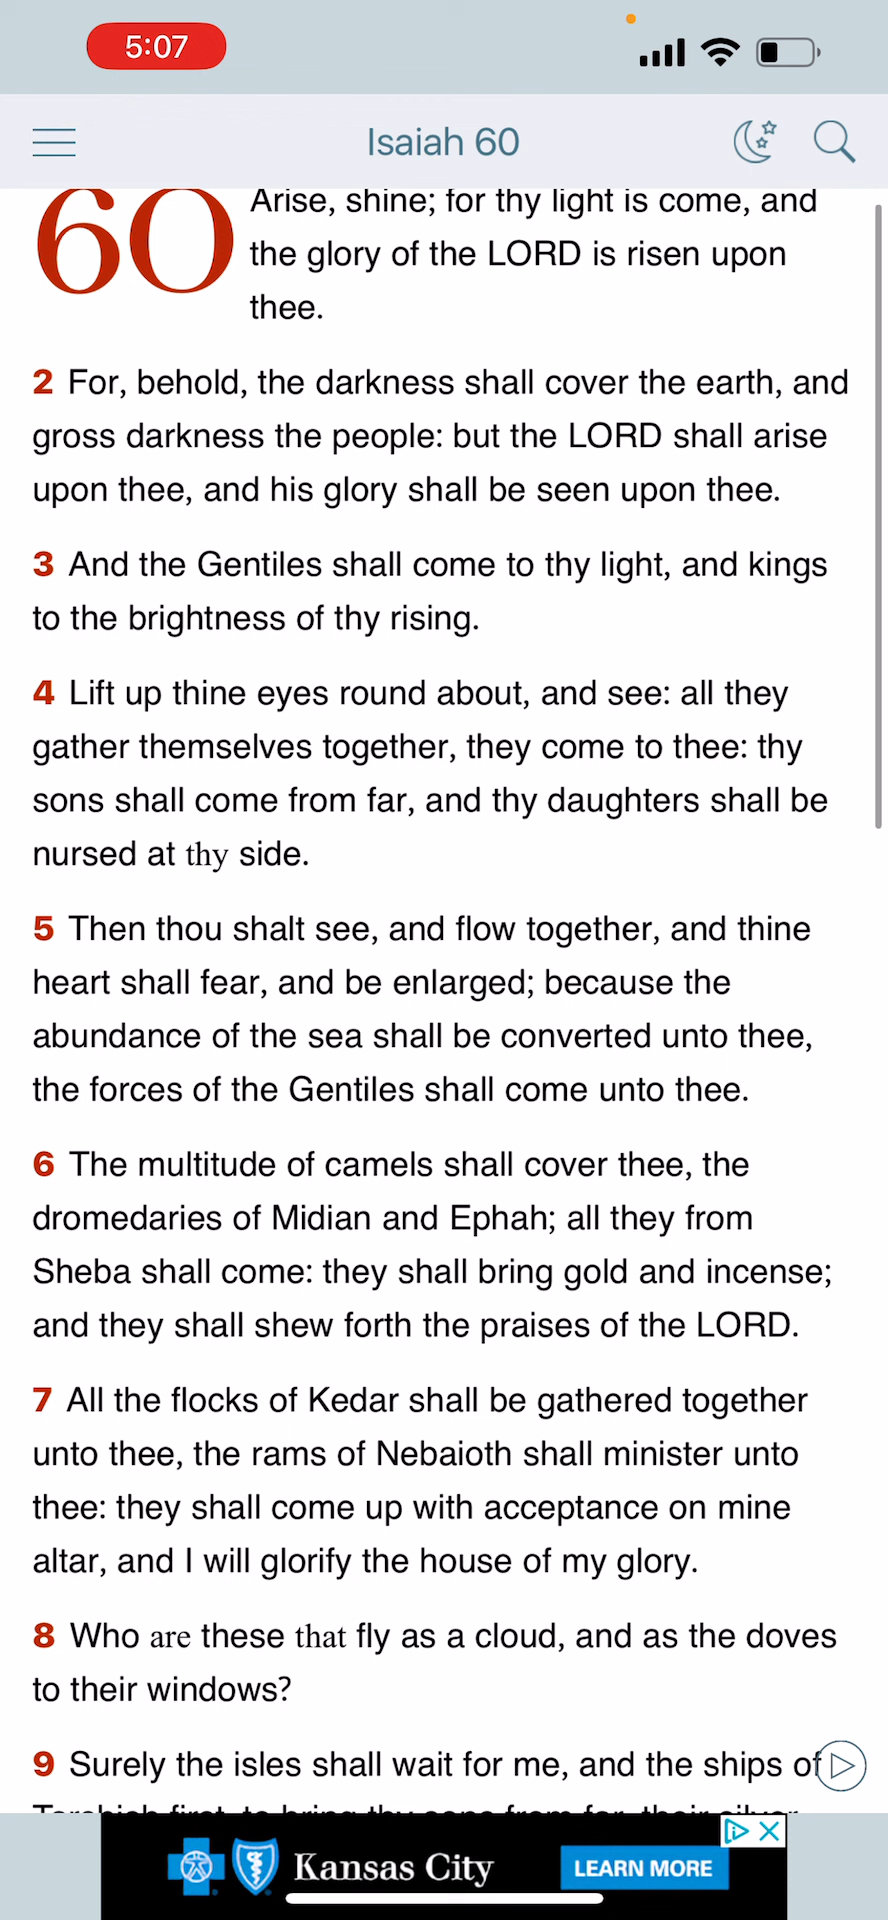 5:07
Isaiah 60
60 Arise, shine; for thy light is come, and
the glory of the LORD is risen upon
thee.
2 For, behold, the darkness shall cover the earth, and
gross darkness the people: but the LORD shall arise
upon thee, and his glory shall be seen upon thee.
3 And the Gentiles shall come to thy light, and kings
to the brightness of thy rising.
4 Lift up thine eyes round about, and see: all they
gather themselves together, they come to thee: thy
sons shall come from far, and thy daughters shall be
nursed at thy side.
5 Then thou shalt see, and flow together, and thine
heart shall fear, and be enlarged; because the
abundance of the sea shall be converted unto thee,
the forces of the Gentiles shall come unto thee.
6 The multitude of camels shall cover thee, the
dromedaries of Midian and Ephah; all they from
Sheba shall come: they shall bring gold and incense;
and they shall shew forth the praises of the LORD.
7 All the flocks of Kedar shall be gathered together
unto thee, the rams of Nebaioth shall minister unto
thee: they shall come up with acceptance on mine
altar, and I will glorify the house of my glory.
8 Who are these that fly as a cloud, and as the doves
to their windows?
9 Surely the isles shall wait for me, and the ships of
Tarshish first, to bring thy sons from far, their silver
Kansas City
LEARN MORE